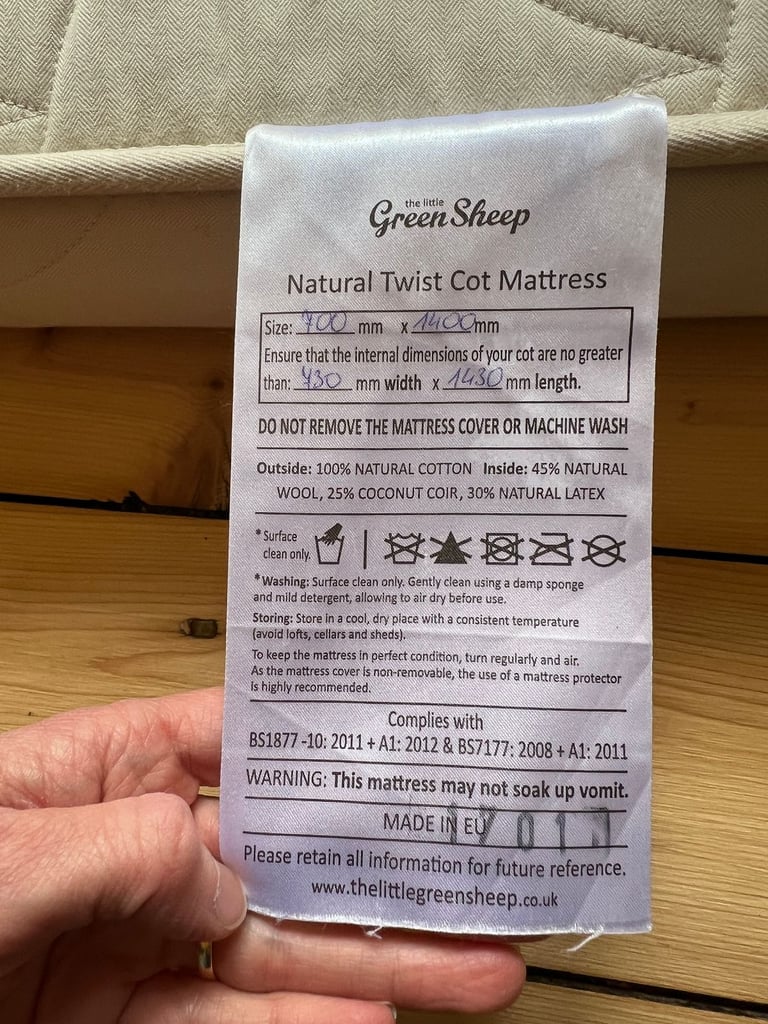 the little
Green Sheep
Natural Twist Cot Mattress
Size: 700 mm x 1400mm
Ensure that the internal dimensions of your cot are no greater
than: 730 mm width x 1430 mm length.
DO NOT REMOVE THE MATTRESS COVER OR MACHINE WASH
Outside: 100% NATURAL COTTON Inside: 45% NATURAL
WOOL, 25% COCONUT COIR, 30% NATURAL LATEX
*Surface
clean only.
*Washing: Surface clean only. Gently clean using a damp sponge
and mild detergent, allowing to air dry before use.
Storing: Store in a cool, dry place with a consistent temperature
(avoid lofts, cellars and sheds).
To keep the mattress in perfect condition, turn regularly and air.
As the mattress cover is non-removable, the use of a mattress protector
is highly recommended.
Complies with
BS1877 -10: 2011 + A1: 2012 & BS7177: 2008 + A1: 2011
WARNING: This mattress may not soak up vomit.
MADE IN EU
Please retain all information for future reference.
www.thelittlegreensheep.co.uk